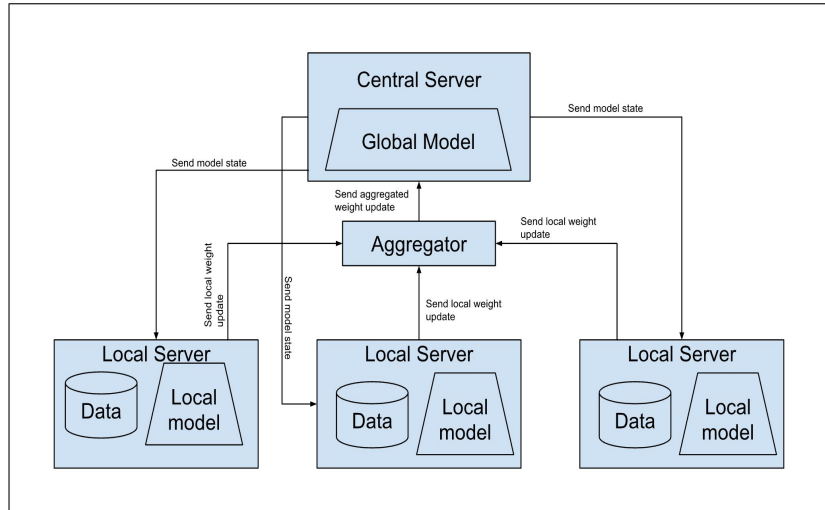 Central Server
Global Model
Send model state
Send model state
Send aggregated
weight update
Aggregator
Send local weight
update
Send local weight
update
Send model state
Send local weight
update
Local Server
Data
Local
model
Local Server
Data
Local
model
Local Server
Data
Local
model